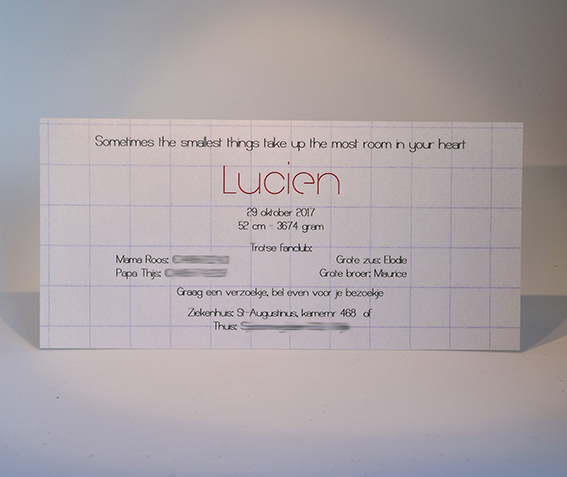 Sometimes the smallest things take up the most room in your heart
Lucien
29 oktober 2017
52 cm - 3674 gram
Trotse fanclub:
Mama Roos: Grote zus: Elodie
Papa Thijs: Grote broer: Maurice
Graag een verzoekje, bel even voor je bezoekje
Ziekenhuis: St-Augustinus, kamernr 468 of
Thuis: